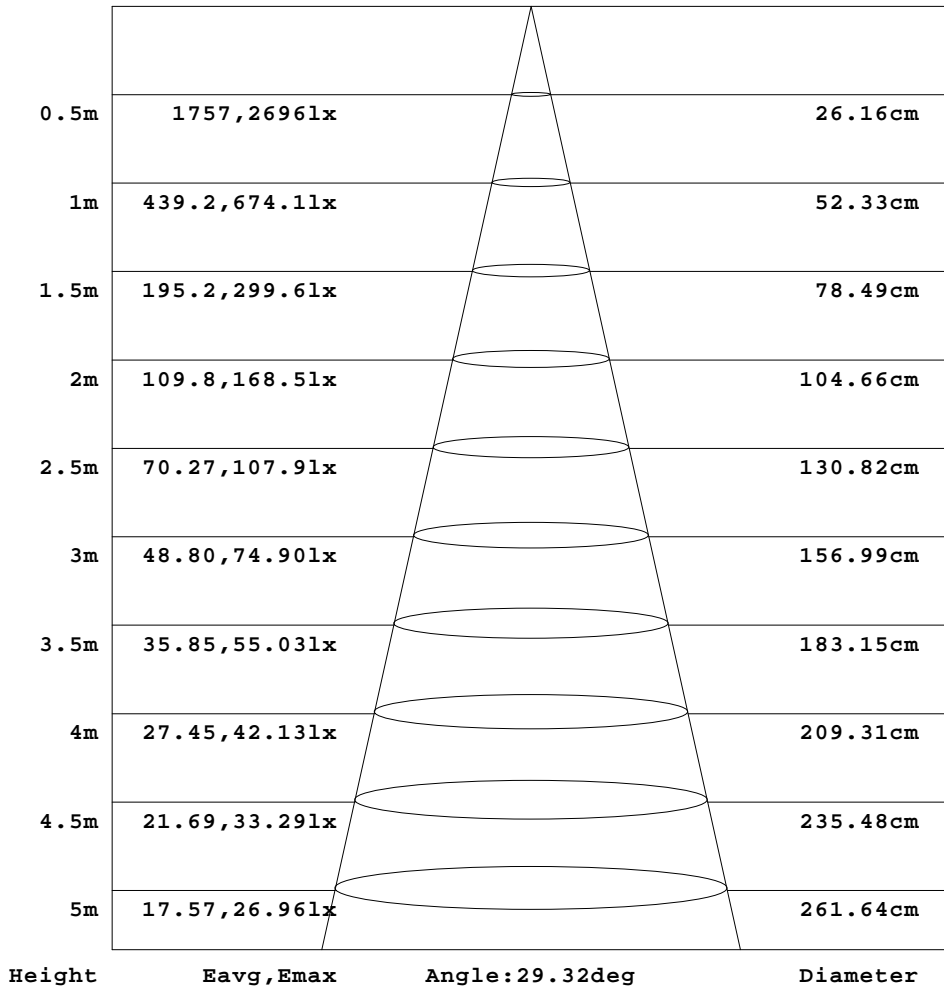 0.5m 1757,2696lx 26.16cm
1m 439.2,674.1lx 52.33cm
1.5m 195.2,299.6lx 78.49cm
2m 109.8,168.5lx 104.66cm
2.5m 70.27,107.9lx 130.82cm
3m 48.80,74.90lx 156.99cm
3.5m 35.85,55.03lx 183.15cm
4m 27.45,42.13lx 209.31cm
4.5m 21.69,33.29lx 235.48cm
5m 17.57,26.96lx 261.64cm
Height Eavg,Emax Angle:29.32deg Diameter